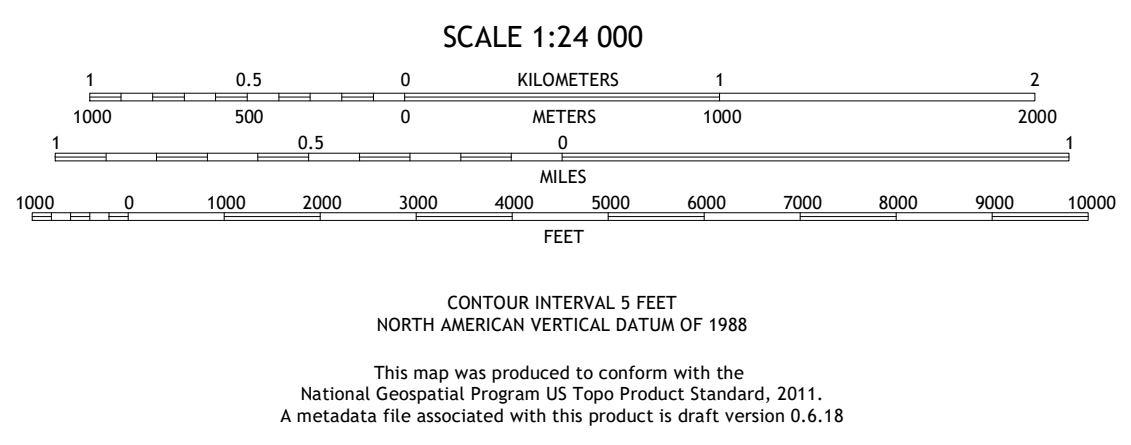 SCALE 1:24 000
1 0.5 0 KILOMETERS 1 2
1000 500 0 METERS 1000 2000
1 0.5 0 1
MILES
1000 0 1000 2000 3000 4000 5000 6000 7000 8000 9000 10000
FEET
CONTOUR INTERVAL 5 FEET
NORTH AMERICAN VERTICAL DATUM OF 1988
This map was produced to conform with the
National Geospatial Program US Topo Product Standard, 2011.
A metadata file associated with this product is draft version 0.6.18